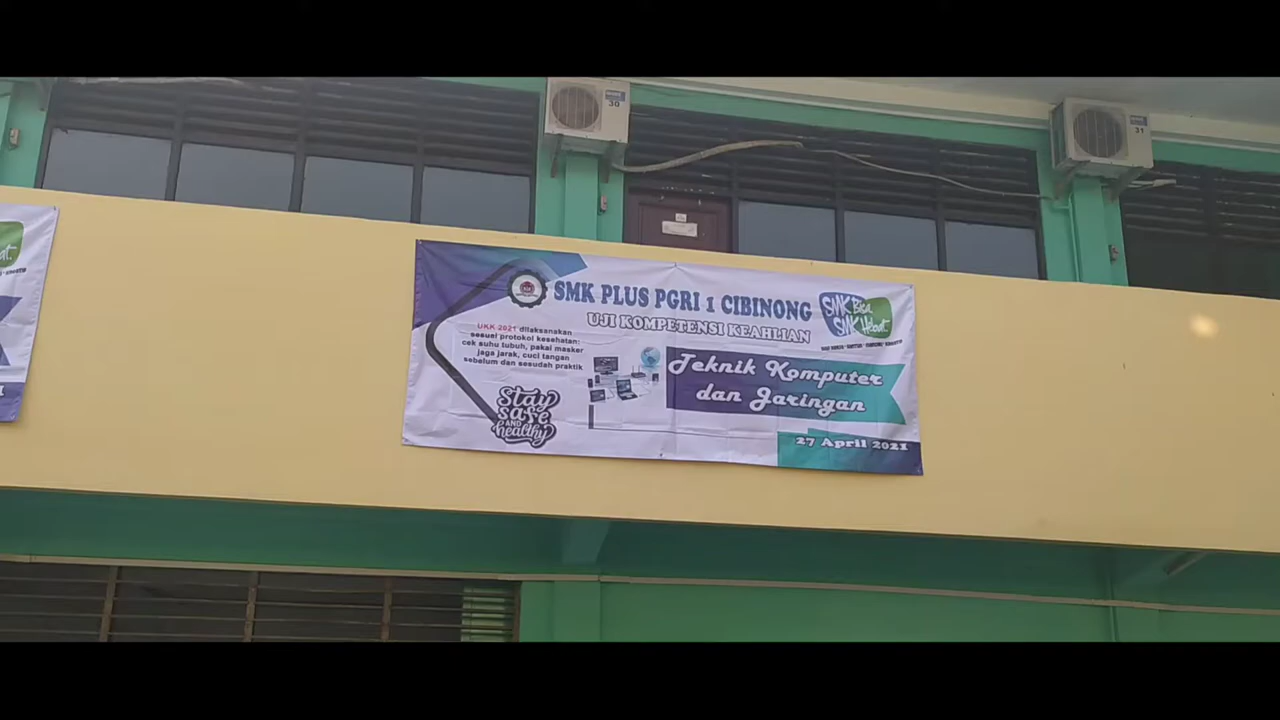 30
31
SMK PLUS PGRI 1 CIBINONG
UJI KOMPETENSI KEAHLIAN
SMK Bisa
SMK Hebat
UKK 2021 dilaksanakan
sesuai protokol kesehatan:
cek suhu tubuh, pakai masker
jaga jarak, cuci tangan
sebelum dan sesudah praktik
Teknik Komputer
dan Jaringan
stay
safe
AND
healthy
27 April 2021